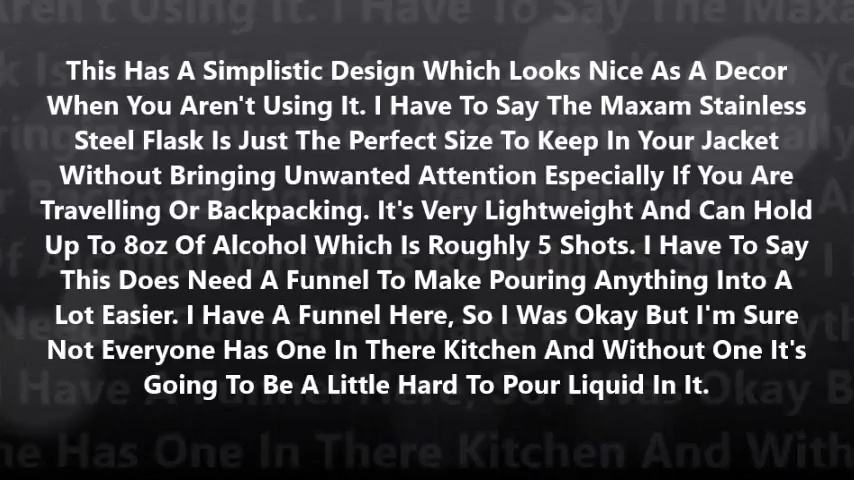 This Has A Simplistic Design Which Looks Nice As A Decor
When You Aren't Using It. I Have To Say The Maxam Stainless
Steel Flask Is Just The Perfect Size To Keep In Your Jacket
Without Bringing Unwanted Attention Especially If You Are
Travelling Or Backpacking. It's Very Lightweight And Can Hold
Up To 8oz Of Alcohol Which Is Roughly 5 Shots. I Have To Say
This Does Need A Funnel To Make Pouring Anything Into A
Lot Easier. I Have A Funnel Here, So I Was Okay But I'm Sure
Not Everyone Has One In There Kitchen And Without One It's
Going To Be A Little Hard To Pour Liquid In It.